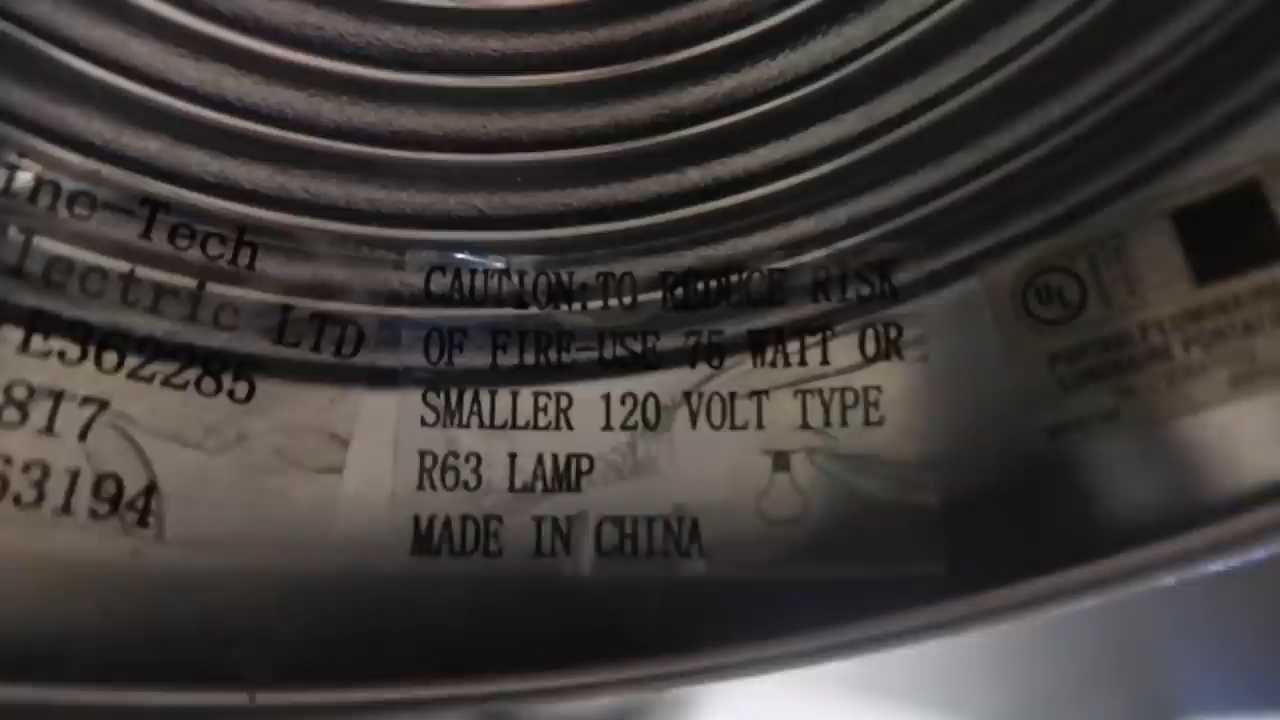 ino-Tech
lectric LTD
E362285
817
63194
CAUTION:TO REDUCE RISK
OF FIRE-USE 75 WATT OR
SMALLER 120 VOLT TYPE
R63 LAMP
MADE IN CHINA
UL